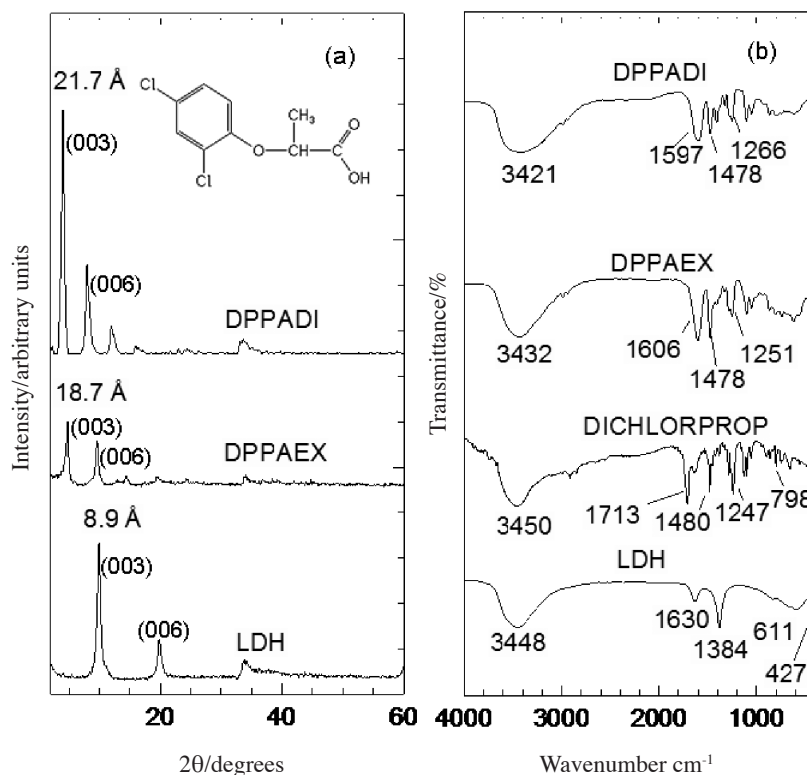 (a)
21.7 Å
(003)
(006)
Cl
Cl
O
CH
CH₃
C
O
OH
DPPADI
18.7 Å
(003)
(006)
DPPAEX
8.9 Å
(003)
(006)
LDH
20
40
60
2θ/degrees
Intensity/arbitrary units
(b)
DPPADI
3421
1597
1478
1266
DPPAEX
3432
1606
1478
1251
DICHLORPROP
3450
1713
1480
1247
798
LDH
3448
1630
1384
611
427
4000
3000
2000
1000
Wavenumber cm⁻¹
Transmittance/%